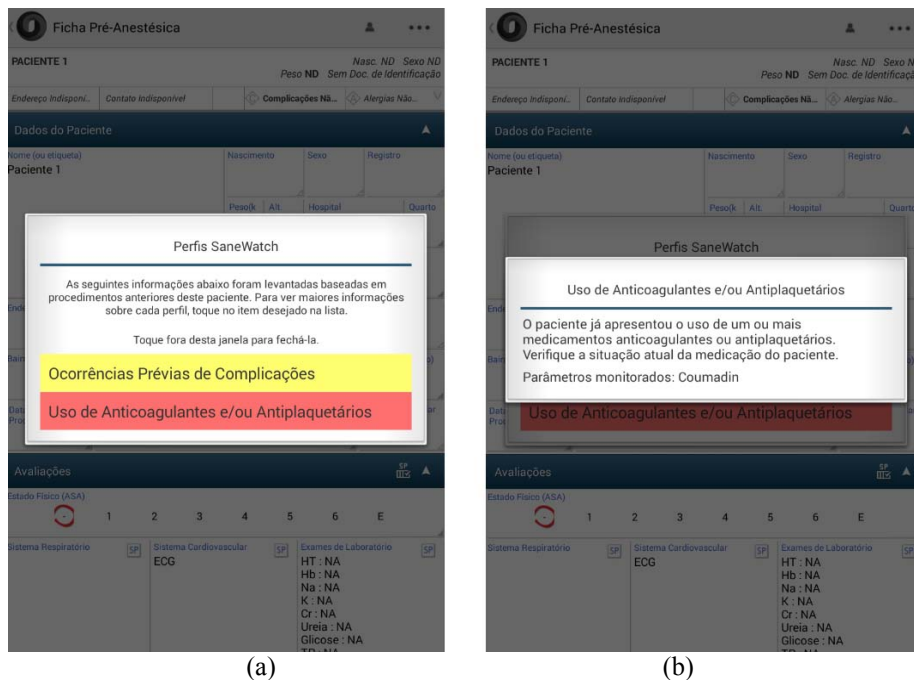 Ficha Pré-Anestésica
PACIENTE 1
Nasc. ND Sexo ND
Peso ND Sem Doc. de Identificação
Endereço Indisponí...
Contato Indisponível
Complicações Nã...
Alergias Não...
Dados do Paciente
Nome (ou etiqueta)
Nascimento
Sexo
Registro
Paciente 1
Peso(k
Alt.
Hospital
Quarto
Perfis SaneWatch
As seguintes informações abaixo foram levantadas baseadas em
procedimentos anteriores deste paciente. Para ver maiores informações
sobre cada perfil, toque no item desejado na lista.
Toque fora desta janela para fechá-la.
Ocorrências Prévias de Complicações
Uso de Anticoagulantes e/ou Antiplaquetários
Avaliações
SP
Estado Físico (ASA)
- 1 2 3 4 5 6 E
Sistema Respiratório
SP
Sistema Cardiovascular
SP
Exames de Laboratório
SP
ECG
HT : NA
Hb : NA
Na : NA
K : NA
Cr : NA
Ureia : NA
Glicose : NA
(a)
Ficha Pré-Anestésica
PACIENTE 1
Nasc. ND Sexo N
Peso ND Sem Doc. de Identificaçã
Endereço Indisponí...
Contato Indisponível
Complicações Nã...
Alergias Não...
Dados do Paciente
Nome (ou etiqueta)
Nascimento
Sexo
Registro
Paciente 1
Peso(k
Alt.
Hospital
Quarto
Perfis SaneWatch
Uso de Anticoagulantes e/ou Antiplaquetários
O paciente já apresentou o uso de um ou mais
medicamentos anticoagulantes ou antiplaquetários.
Verifique a situação atual da medicação do paciente.
Parâmetros monitorados: Coumadin
Uso de Anticoagulantes e/ou Antiplaquetários
Avaliações
SP
Estado Físico (ASA)
- 1 2 3 4 5 6 E
Sistema Respiratório
SP
Sistema Cardiovascular
SP
Exames de Laboratório
SP
ECG
HT : NA
Hb : NA
Na : NA
K : NA
Cr : NA
Ureia : NA
Glicose : NA
(b)